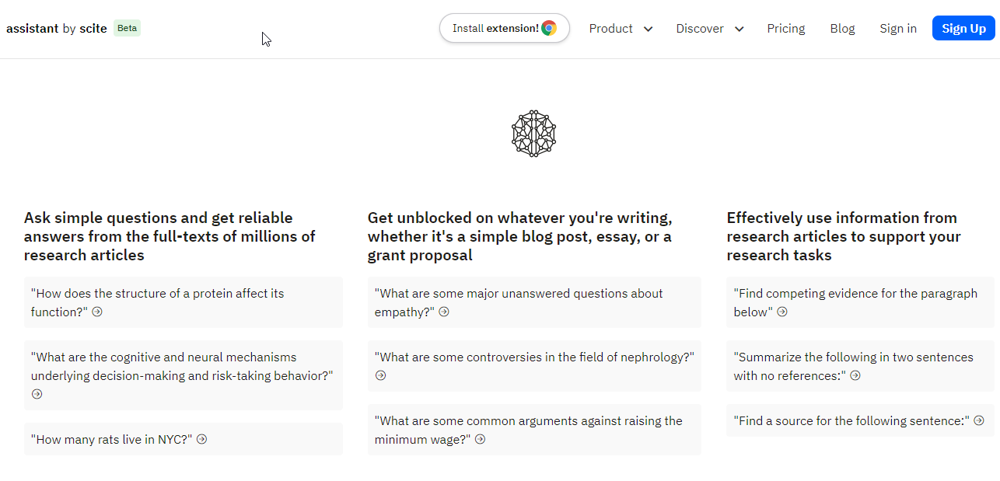 assistant by scite Beta
Install extension!
Product
Discover
Pricing
Blog
Sign in
Sign Up
Ask simple questions and get reliable
answers from the full-texts of millions of
research articles
"How does the structure of a protein affect its
function?"
"What are the cognitive and neural mechanisms
underlying decision-making and risk-taking behavior?"
"How many rats live in NYC?"
Get unblocked on whatever you're writing,
whether it's a simple blog post, essay, or a
grant proposal
"What are some major unanswered questions about
empathy?"
"What are some controversies in the field of nephrology?"
"What are some common arguments against raising the
minimum wage?"
Effectively use information from
research articles to support your
research tasks
"Find competing evidence for the paragraph
below"
"Summarize the following in two sentences
with no references:"
"Find a source for the following sentence:"